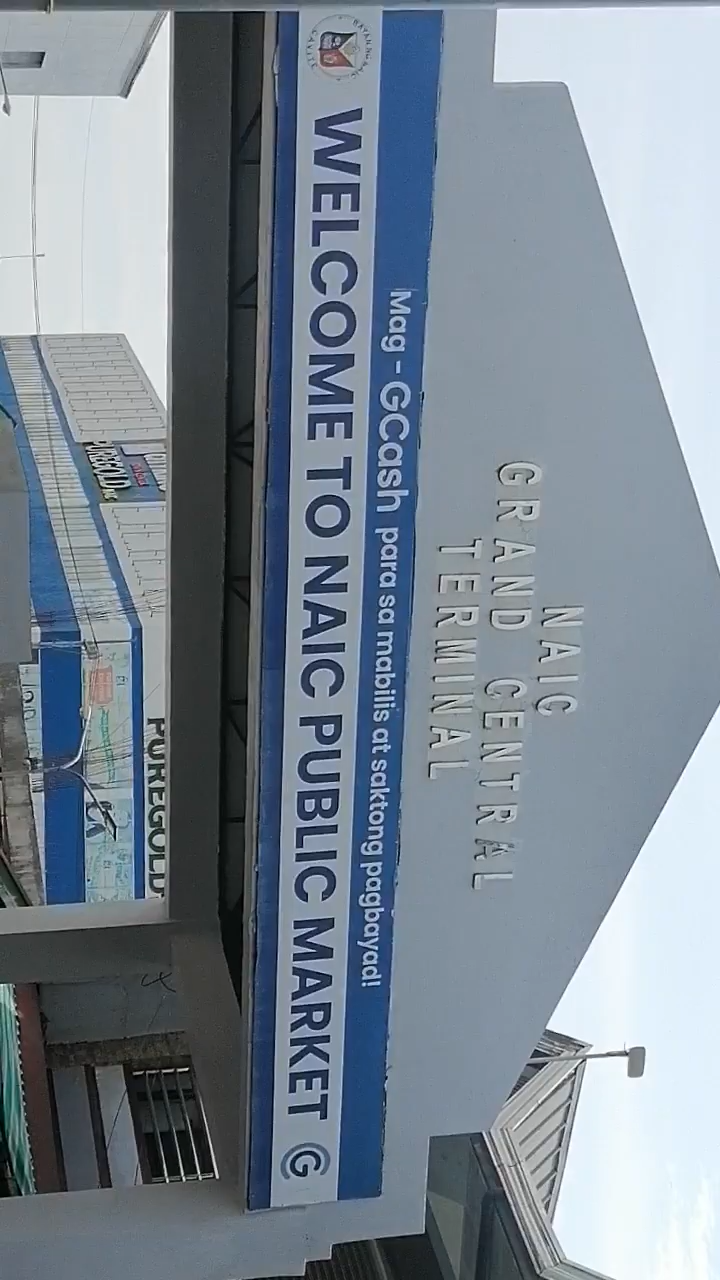 NAIC
GRAND CENTRAL
TERMINAL
Mag - GCash para sa mabilis at saktong pagbayad!
WELCOME TO NAIC PUBLIC MARKET
PUREGOLD
PUREGOLD